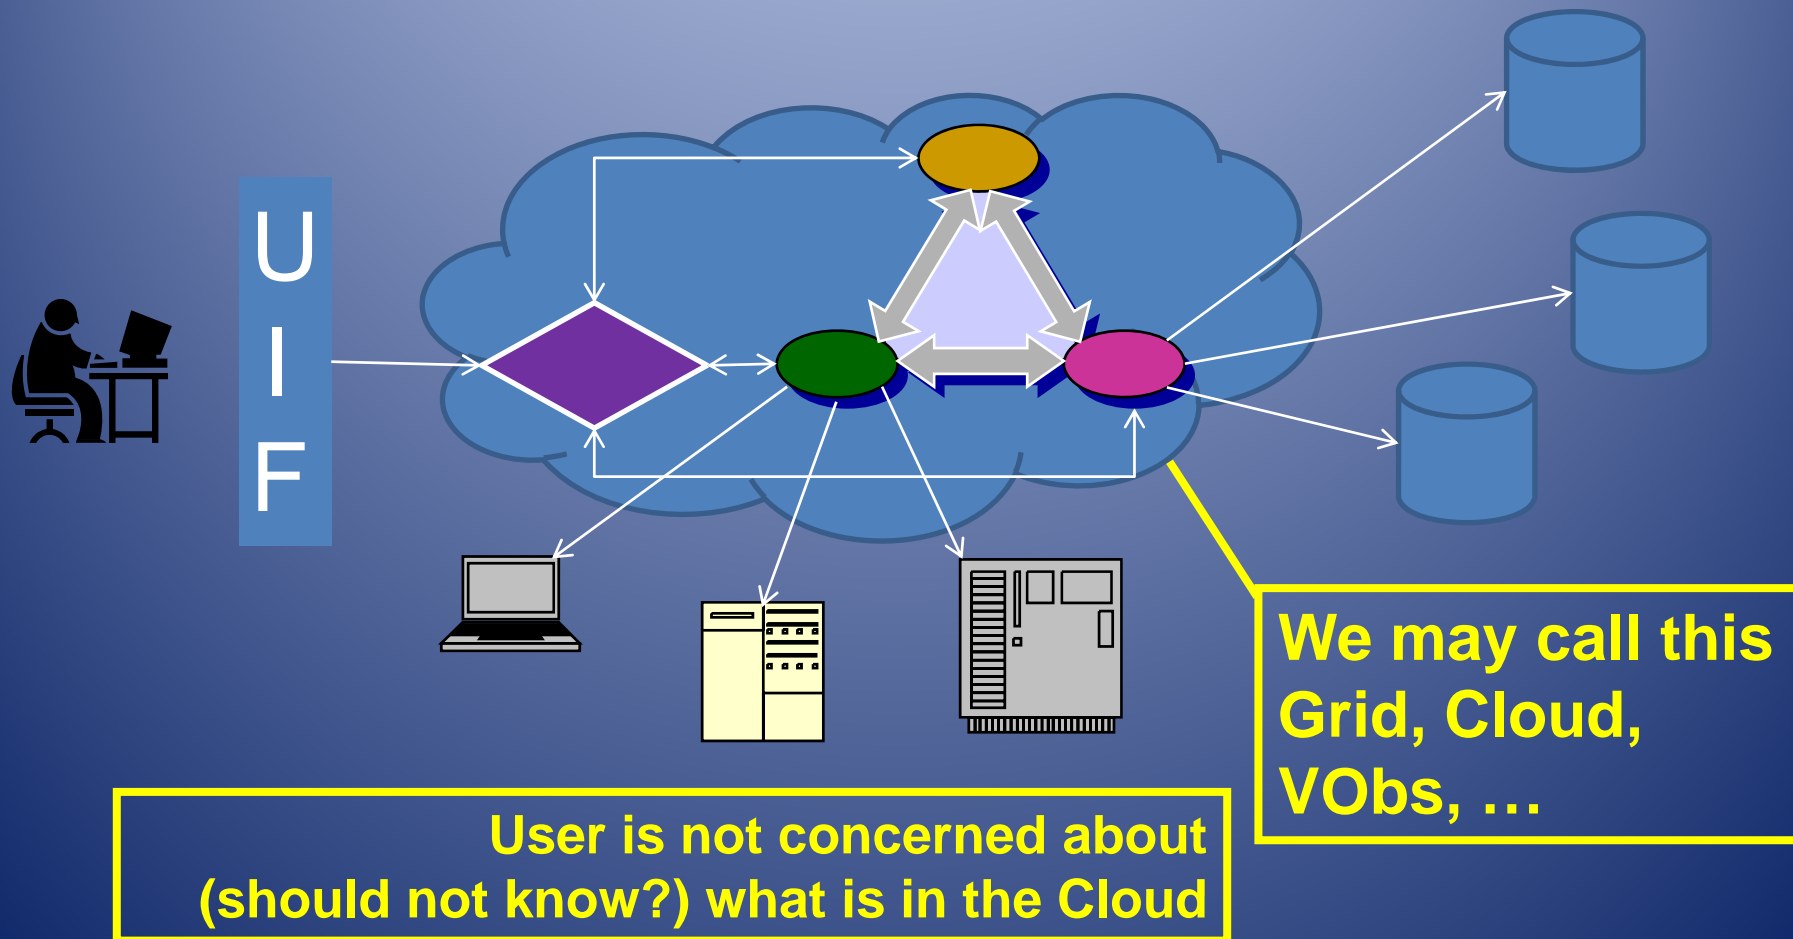 U
I
F
We may call this
Grid, Cloud,
VObs, …
User is not concerned about
(should not know?) what is in the Cloud